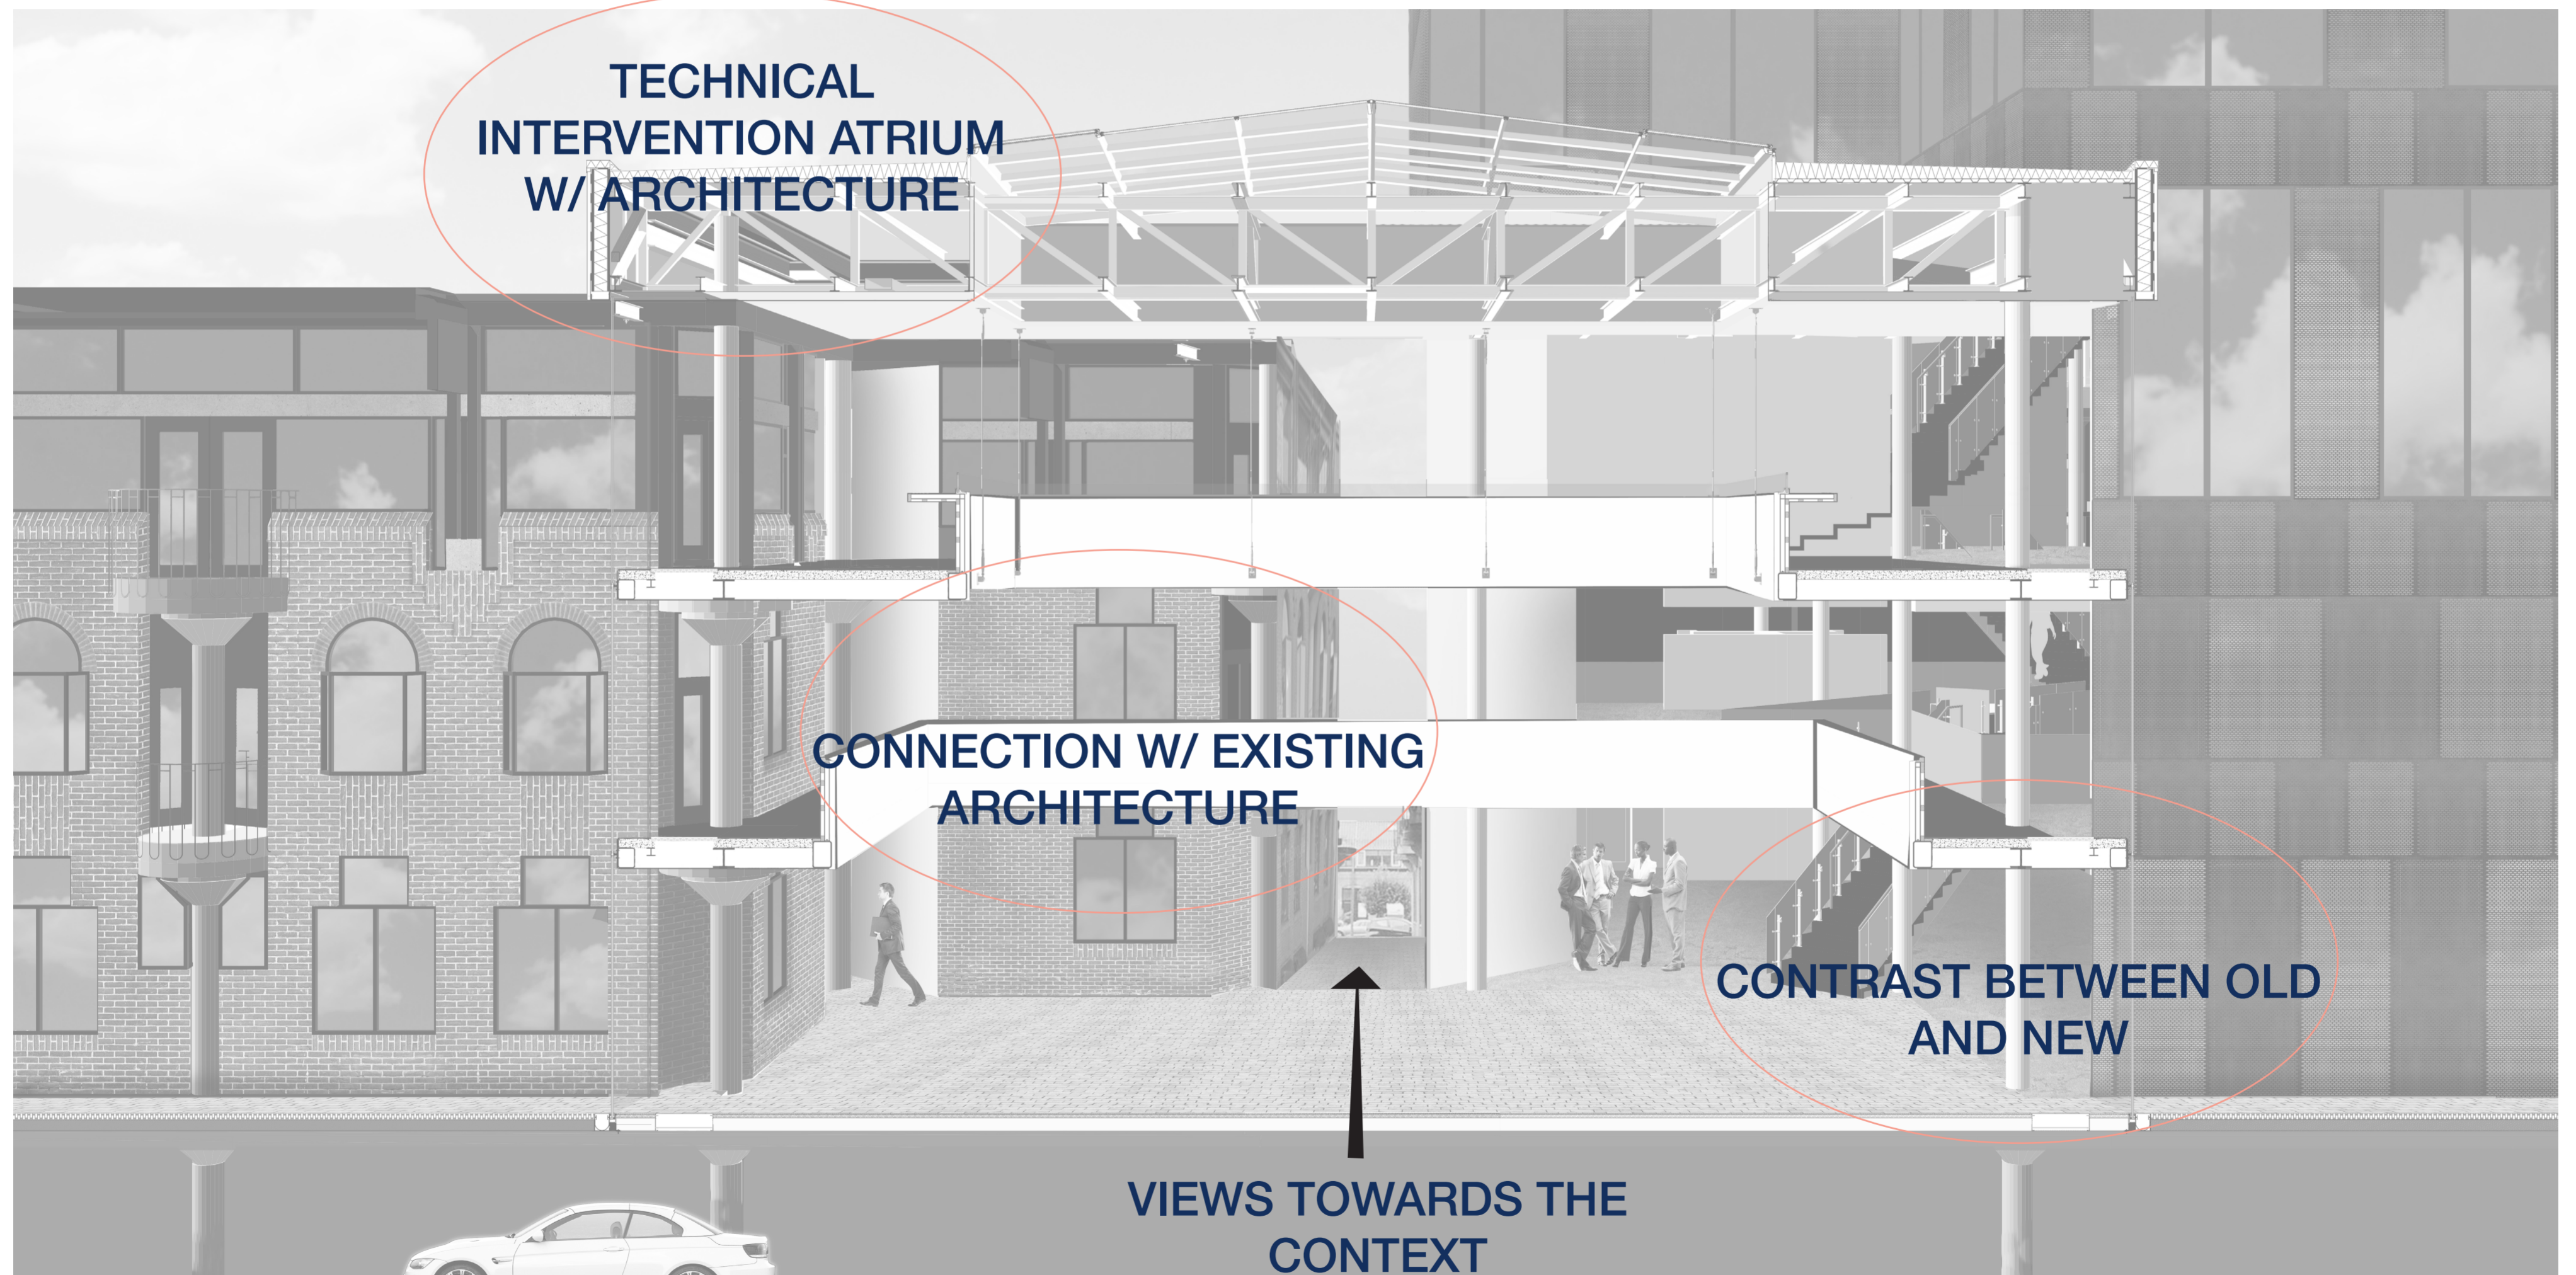 TECHNICAL
INTERVENTION ATRIUM
W/ ARCHITECTURE
CONNECTION W/ EXISTING
ARCHITECTURE
CONTRAST BETWEEN OLD
AND NEW
VIEWS TOWARDS THE
CONTEXT